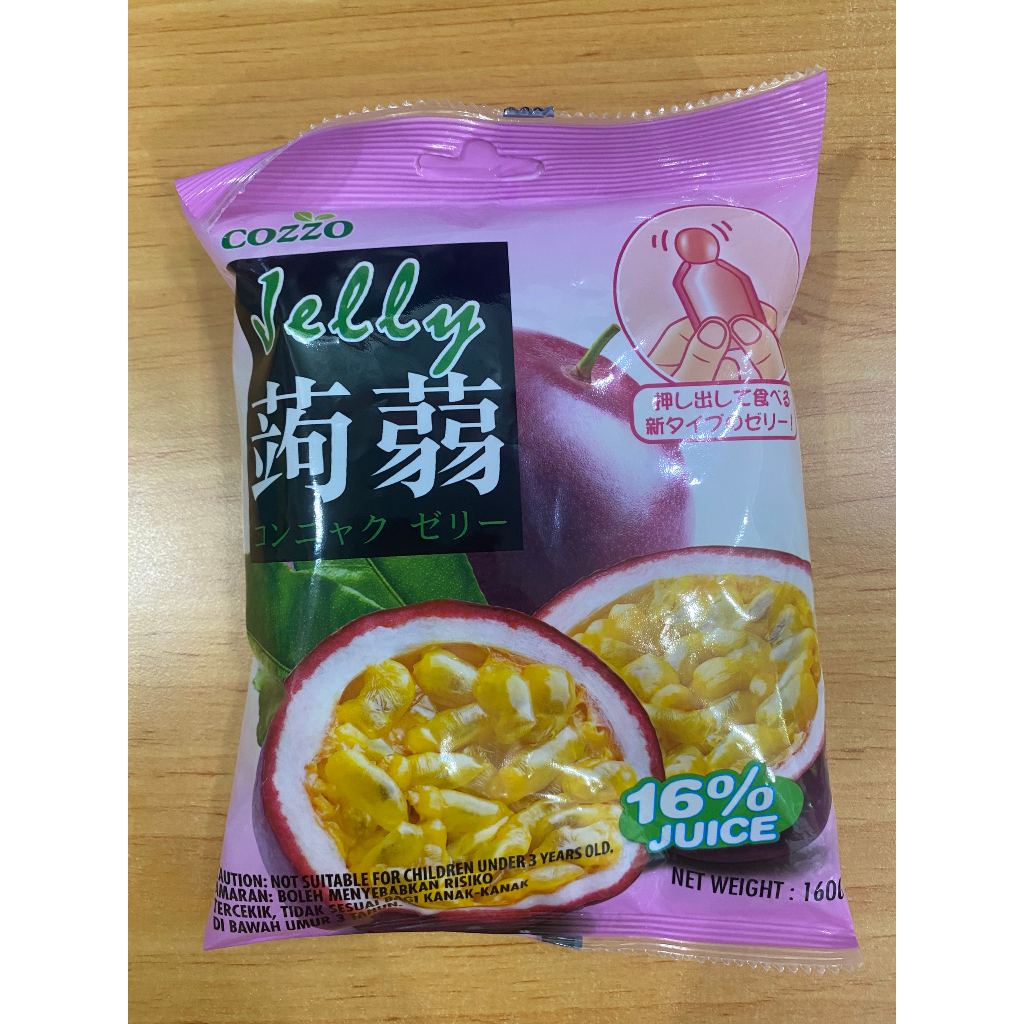 COZZO
Jelly
蒟蒻
コンニャク ゼリー
押し出して食べる
新タイプのゼリー!
16%
JUICE
AUTION: NOT SUITABLE FOR CHILDREN UNDER 3 YEARS OLD.
MARAN: BOLEH MENYEBABKAN RISIKO
TERCEKIK, TIDAK SESUAI BAGI KANAK-KANAK
DI BAWAH UMUR 3 TAHUN.
NET WEIGHT : 160G